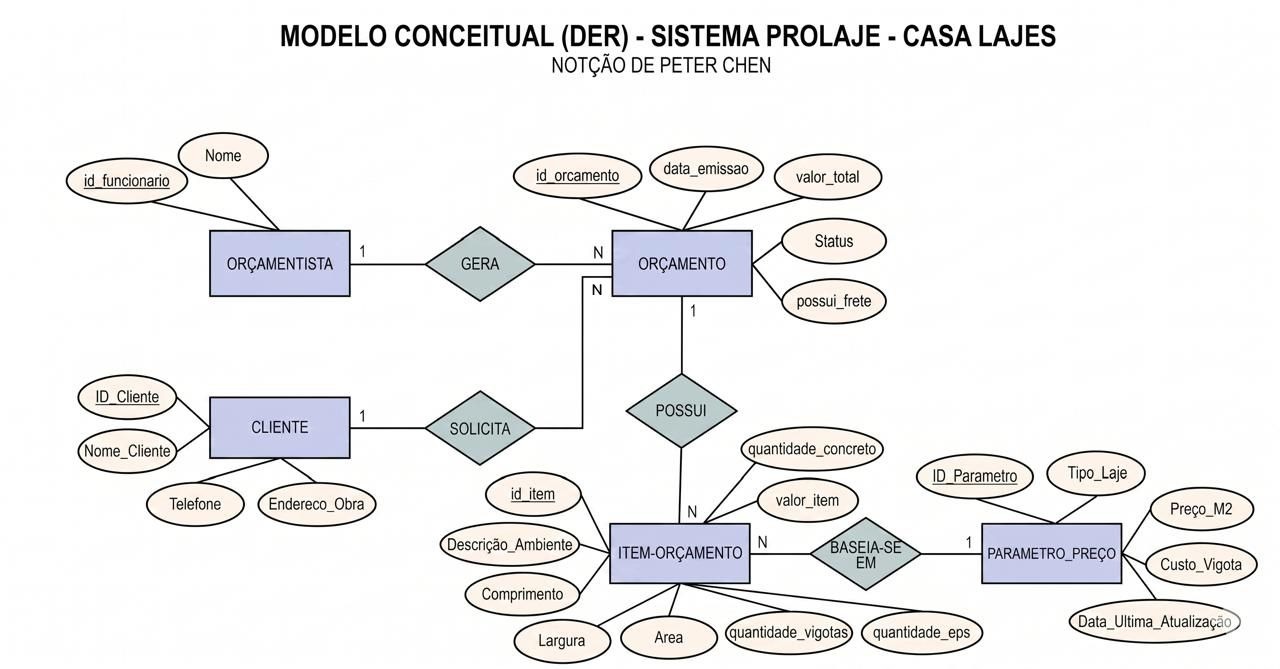 MODELO CONCEITUAL (DER) - SISTEMA PROLAJE - CASA LAJES
NOTÇÃO DE PETER CHEN
id_funcionario
Nome
ORÇAMENTISTA
1
GERA
N
id_orcamento
data_emissao
valor_total
Status
possui_frete
ORÇAMENTO
N
1
ID_Cliente
Nome_Cliente
Telefone
Endereco_Obra
CLIENTE
1
SOLICITA
POSSUI
N
quantidade_concreto
valor_item
id_item
Descrição_Ambiente
Comprimento
Largura
Area
quantidade_vigotas
quantidade_eps
ITEM-ORÇAMENTO
N
BASEIA-SE
EM
1
ID_Parametro
Tipo_Laje
Preço_M2
Custo_Vigota
Data_Ultima_Atualização
PARAMETRO_PREÇO